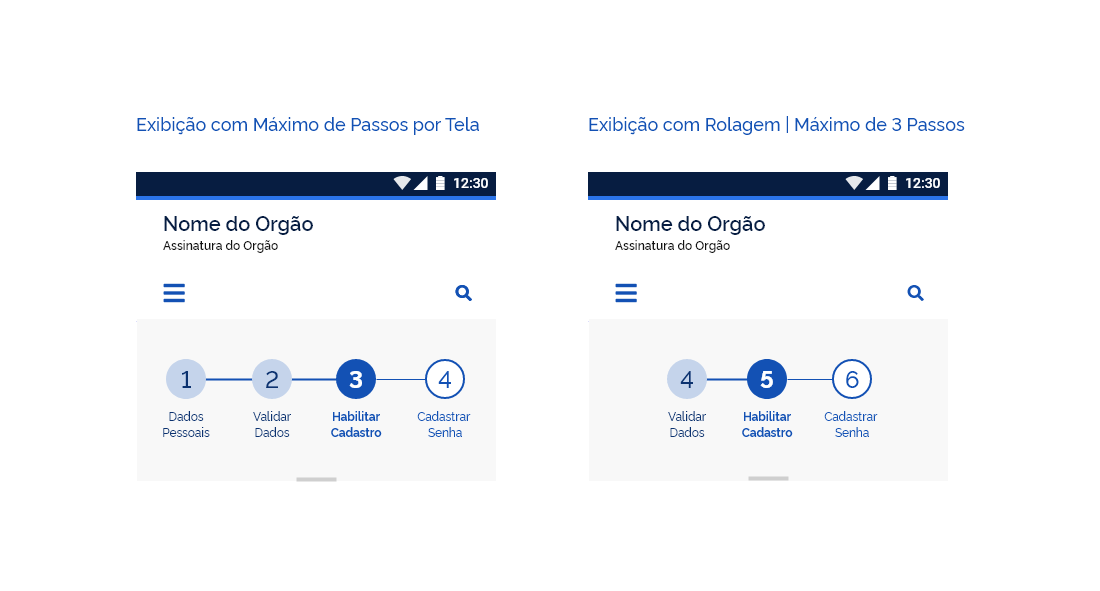 Exibição com Máximo de Passos por Tela
12:30
Nome do Orgão
Assinatura do Orgão
1 2 3 4
Dados Validar Habilitar Cadastrar
Pessoais Dados Cadastro Senha
Exibição com Rolagem | Máximo de 3 Passos
12:30
Nome do Orgão
Assinatura do Orgão
4 5 6
Validar Habilitar Cadastrar
Dados Cadastro Senha